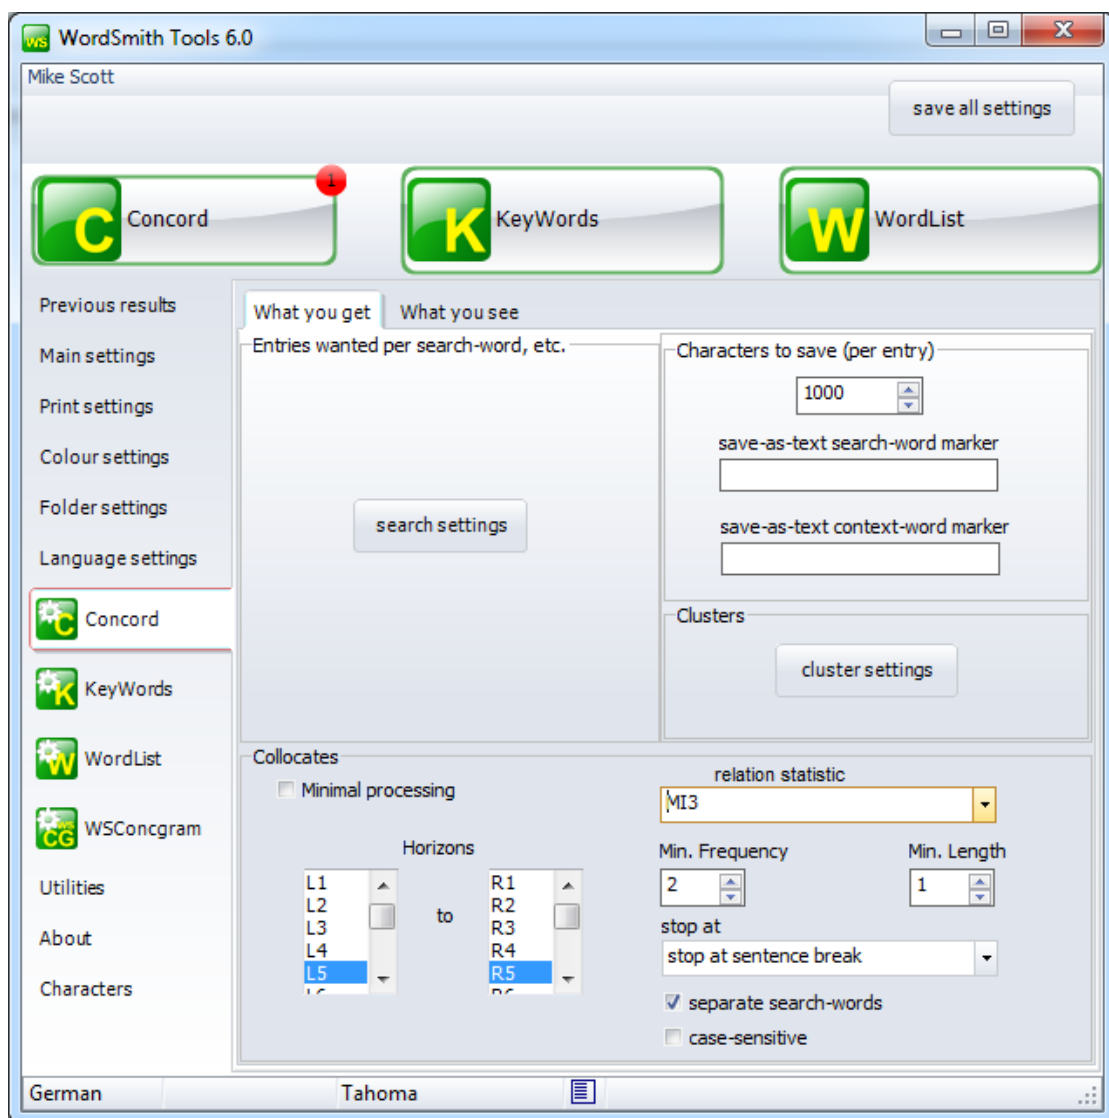 WordSmith Tools 6.0
Mike Scott
save all settings
C Concord 1
K KeyWords
W WordList
Previous results
Main settings
Print settings
Colour settings
Folder settings
Language settings
C Concord
K KeyWords
W WordList
WS CG WSConcgram
Utilities
About
Characters
What you get What you see
Entries wanted per search-word, etc.
search settings
Characters to save (per entry)
1000
save-as-text search-word marker
save-as-text context-word marker
Clusters
cluster settings
Collocates
Minimal processing
Horizons
L1
L2
L3
L4
L5
L6
to
R1
R2
R3
R4
R5
R6
relation statistic
MI3
Min. Frequency Min. Length
2 1
stop at
stop at sentence break
separate search-words
case-sensitive
German Tahoma